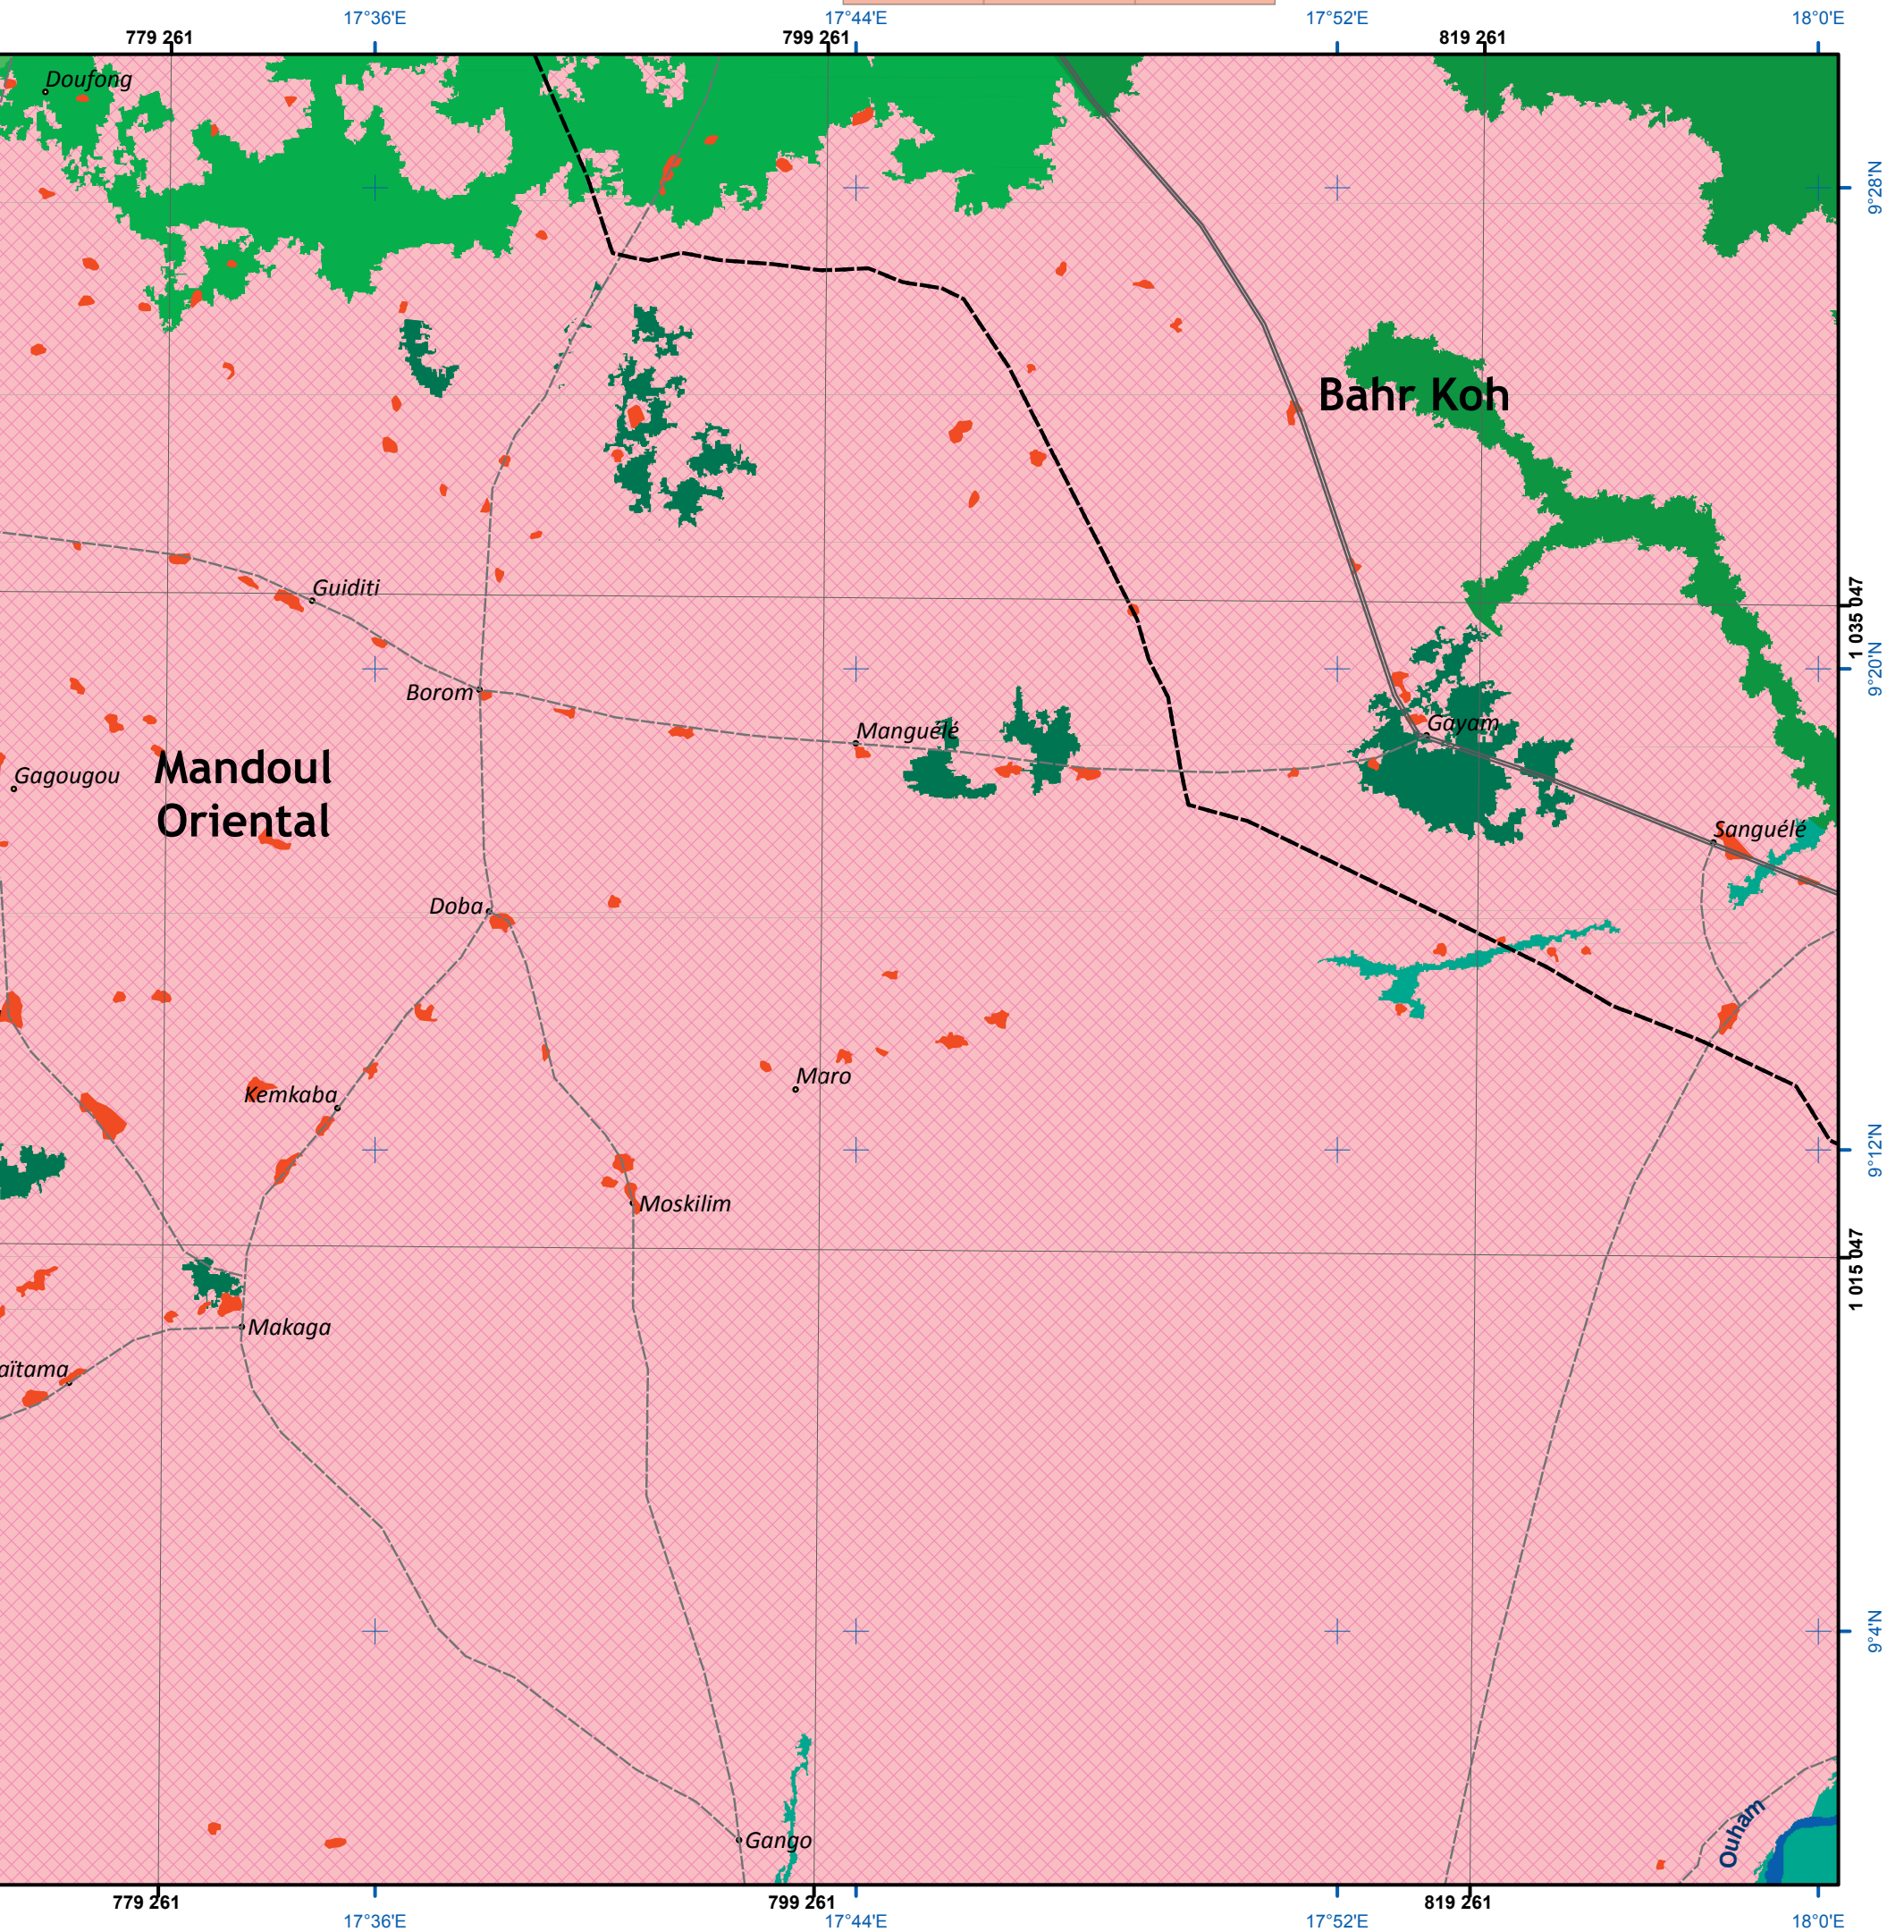 17°36'E
17°44'E
17°52'E
18°0'E
779 261
799 261
819 261
Doufong
9°28'N
Bahr Koh
Guiditi
1 035 047
9°20'N
Borom
Manguélé
Gayam
Gagougou
Mandoul
Oriental
Sanguélé
Doba
Maro
Kemkaba
9°12'N
Moskilim
1 015 047
Makaga
aïtama
9°4'N
Ouham
Gango
779 261
799 261
819 261
17°36'E
17°44'E
17°52'E
18°0'E